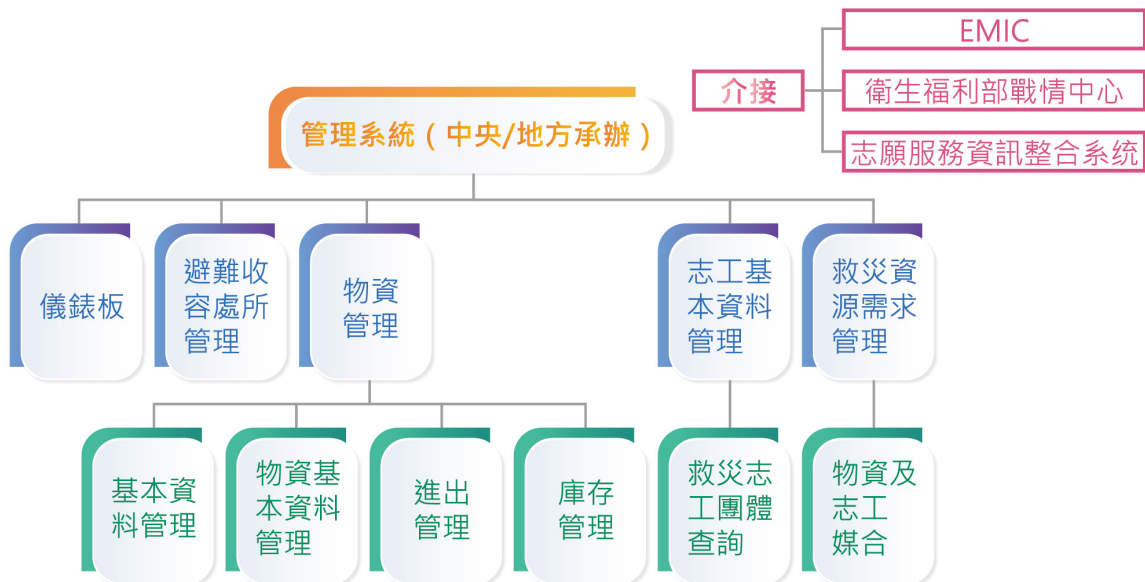 EMIC
介接
衛生福利部戰情中心
志願服務資訊整合系统
管理系統（中央/地方承辦）
儀錶板
避難收
容處所
管理
物資
管理
志工基
本資料
管理
救災資
源需求
管理
基本資
料管理
物資基
本資料
管理
進出
管理
庫存
管理
救災志
工團體
查詢
物資及
志工
媒合